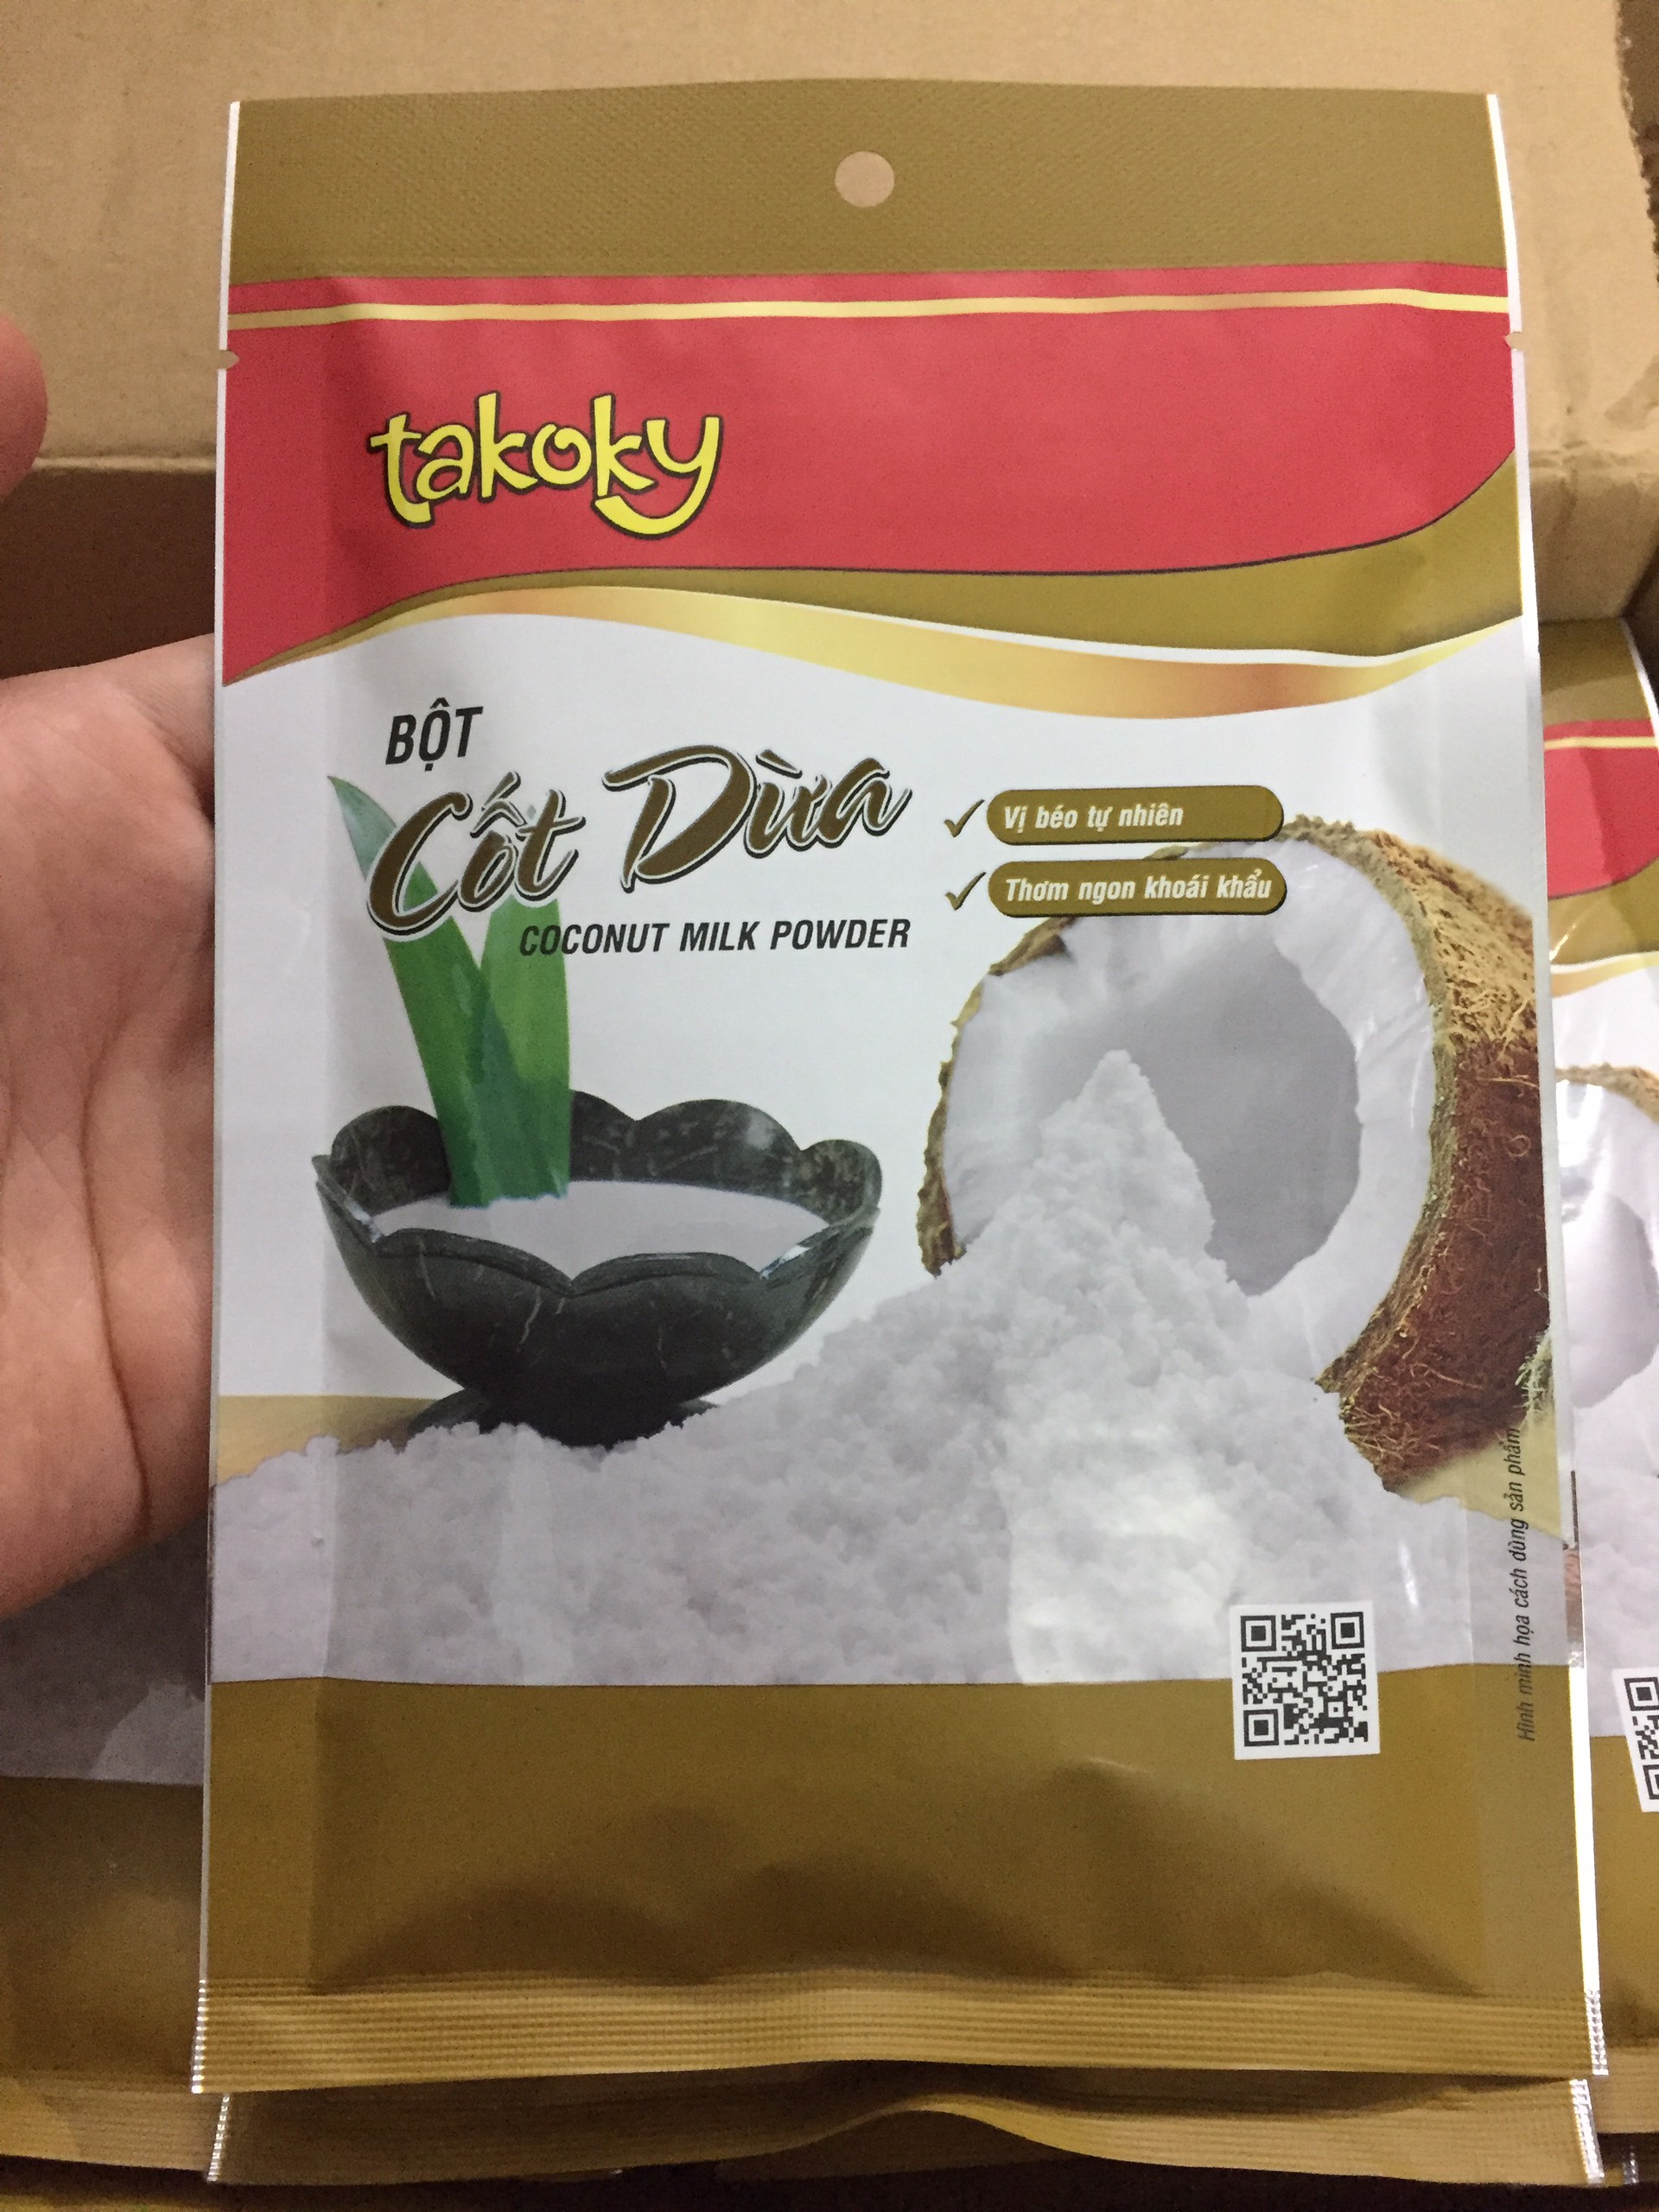 takoky
BỘT
Cốt Dừa
COCONUT MILK POWDER
Vị béo tự nhiên
Thơm ngon khoái khẩu
Hình minh họa cách dùng sản phẩm